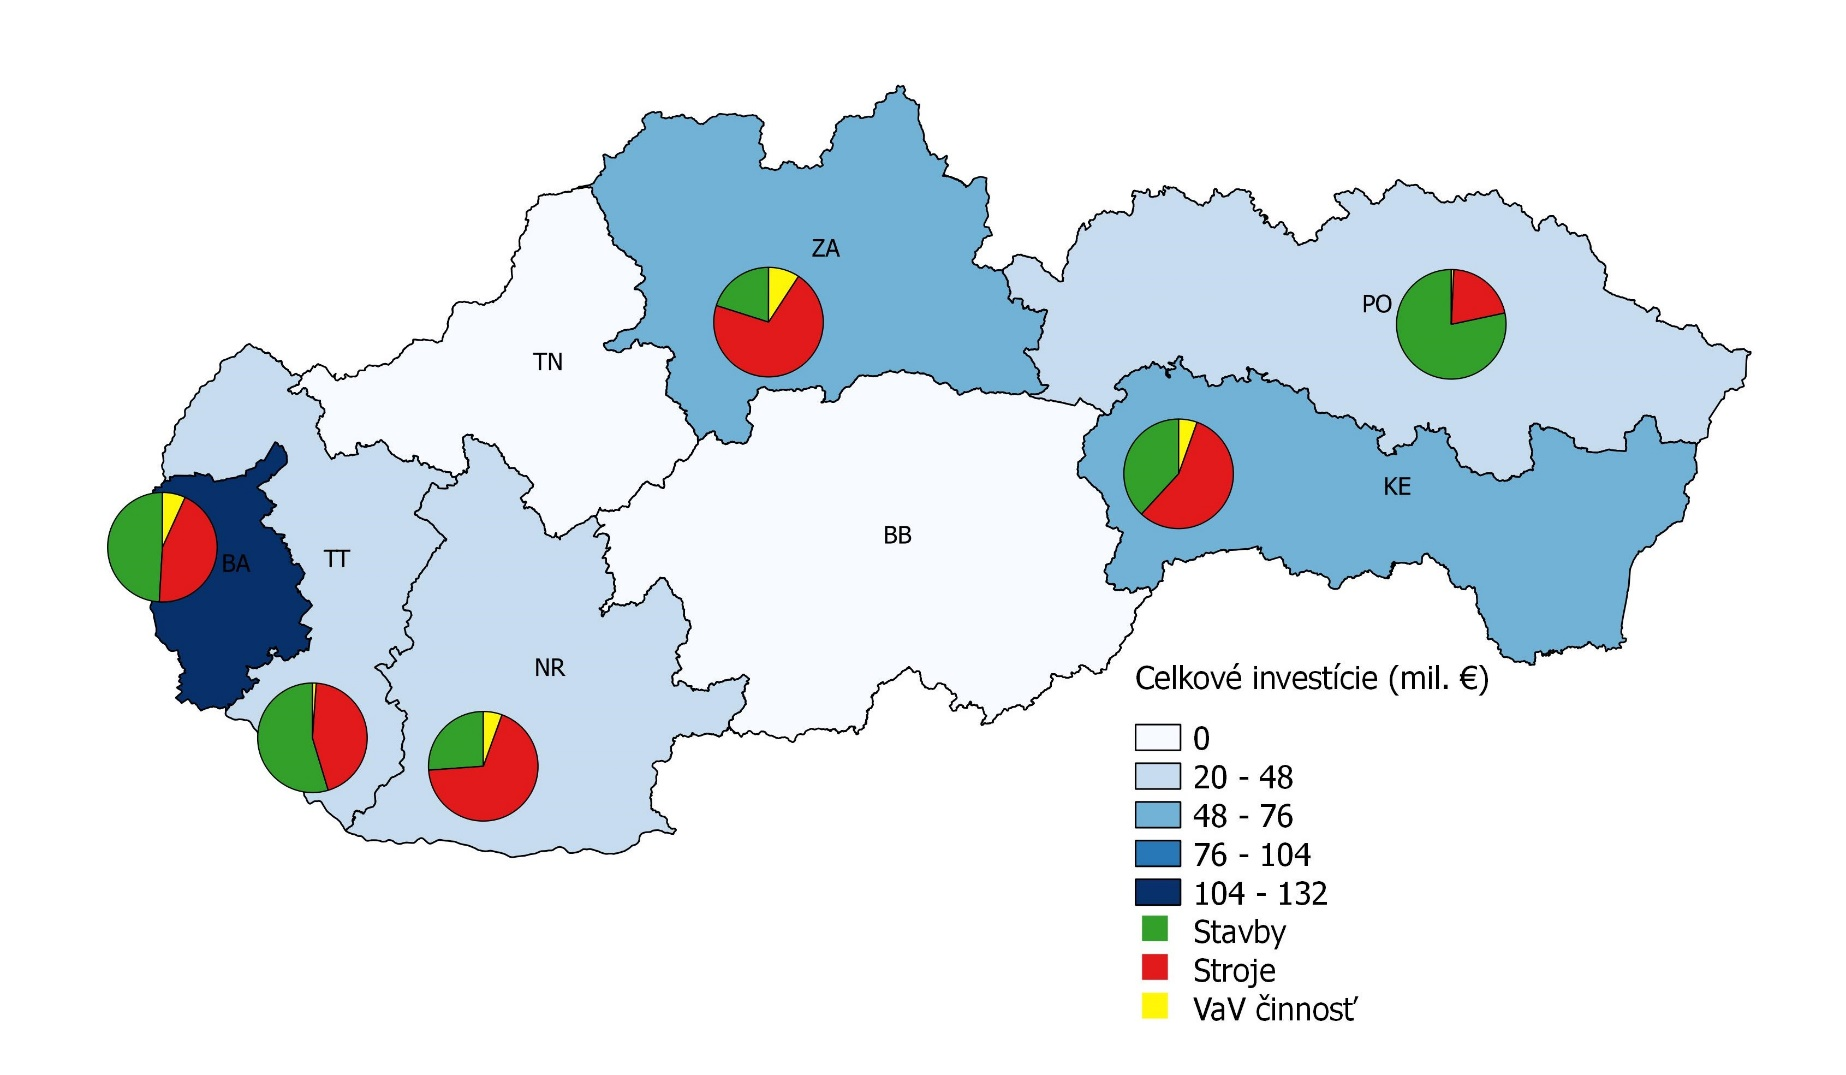 ZA
PO
TN
KE
BB
BA
TT
NR
Celkové investície (mil. €)
0
20 - 48
48 - 76
76 - 104
104 - 132
Stavby
Stroje
VaV činnosť